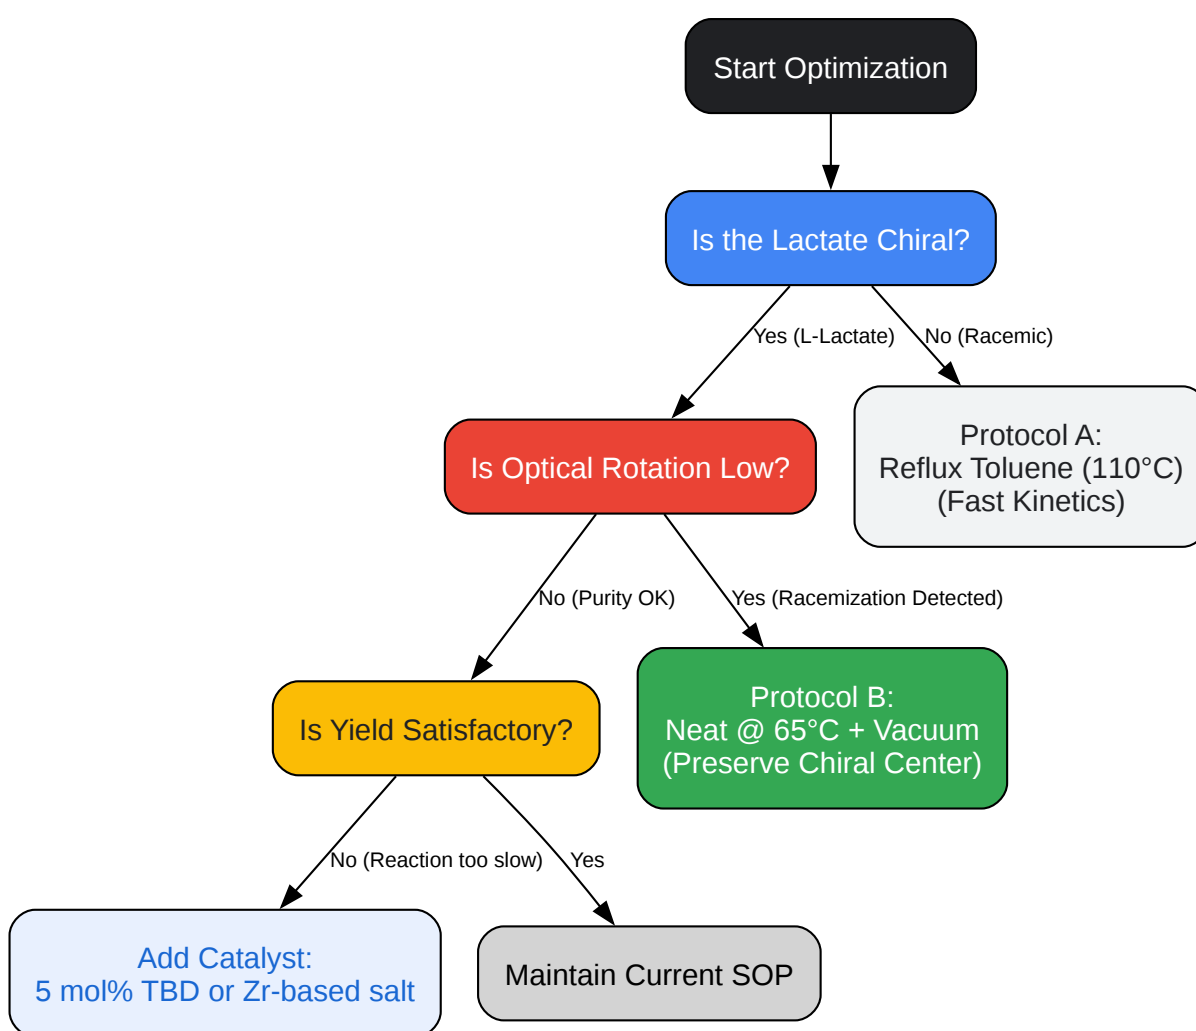 Start Optimization
Is the Lactate Chiral?
Yes (L-Lactate)
No (Racemic)
Protocol A:
Reflux Toluene (110°C)
(Fast Kinetics)
Is Optical Rotation Low?
No (Purity OK)
Yes (Racemization Detected)
Protocol B:
Neat @ 65°C + Vacuum
(Preserve Chiral Center)
Is Yield Satisfactory?
No (Reaction too slow)
Yes
Add Catalyst:
5 mol% TBD or Zr-based salt
Maintain Current SOP